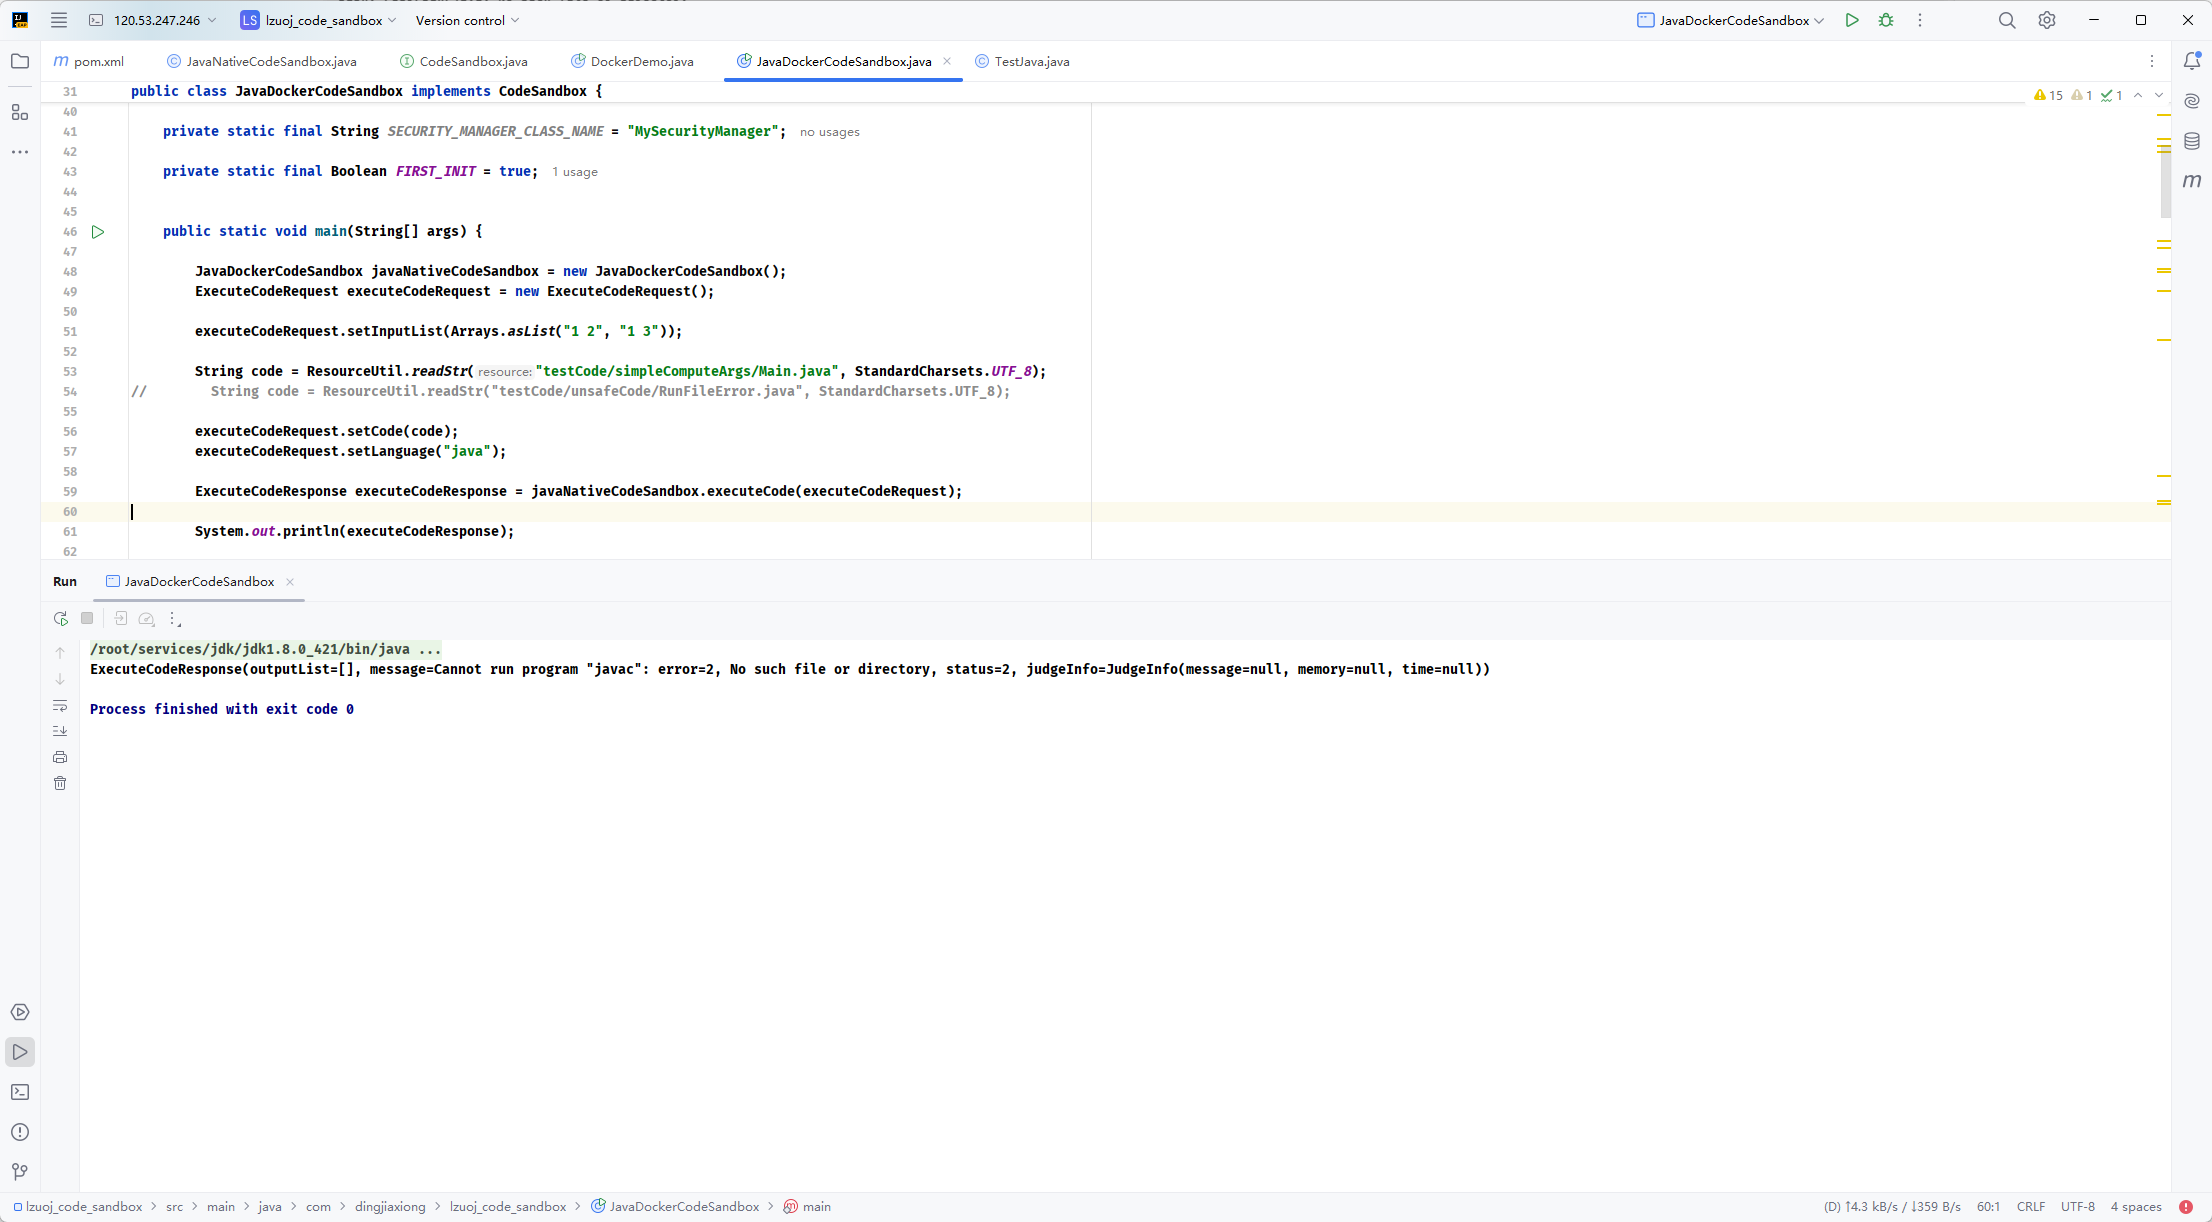 120.53.247.246 LS lzuoj_code_sandbox Version control JavaDockerCodeSandbox
m pom.xml JavaNativeCodeSandbox.java CodeSandbox.java DockerDemo.java JavaDockerCodeSandbox.java TestJava.java
31 public class JavaDockerCodeSandbox implements CodeSandbox {
15 1 1
40
41 private static final String SECURITY_MANAGER_CLASS_NAME = "MySecurityManager"; no usages
42
43 private static final Boolean FIRST_INIT = true; 1 usage
44
45
46 public static void main(String[] args) {
47
48 JavaDockerCodeSandbox javaNativeCodeSandbox = new JavaDockerCodeSandbox();
49 ExecuteCodeRequest executeCodeRequest = new ExecuteCodeRequest();
50
51 executeCodeRequest.setInputList(Arrays.asList("1 2", "1 3"));
52
53 String code = ResourceUtil.readStr( resource: "testCode/simpleComputeArgs/Main.java", StandardCharsets.UTF_8);
54 // String code = ResourceUtil.readStr("testCode/unsafeCode/RunFileError.java", StandardCharsets.UTF_8);
55
56 executeCodeRequest.setCode(code);
57 executeCodeRequest.setLanguage("java");
58
59 ExecuteCodeResponse executeCodeResponse = javaNativeCodeSandbox.executeCode(executeCodeRequest);
60
61 System.out.println(executeCodeResponse);
62
Run JavaDockerCodeSandbox
/root/services/jdk/jdk1.8.0_421/bin/java ...
ExecuteCodeResponse(outputList=[], message=Cannot run program "javac": error=2, No such file or directory, status=2, judgeInfo=JudgeInfo(message=null, memory=null, time=null))
Process finished with exit code 0
lzuoj_code_sandbox > src > main > java > com > dingjiaxiong > lzuoj_code_sandbox > JavaDockerCodeSandbox > main (D) ↑4.3 kB/s / ↓359 B/s 60:1 CRLF UTF-8 4 spaces